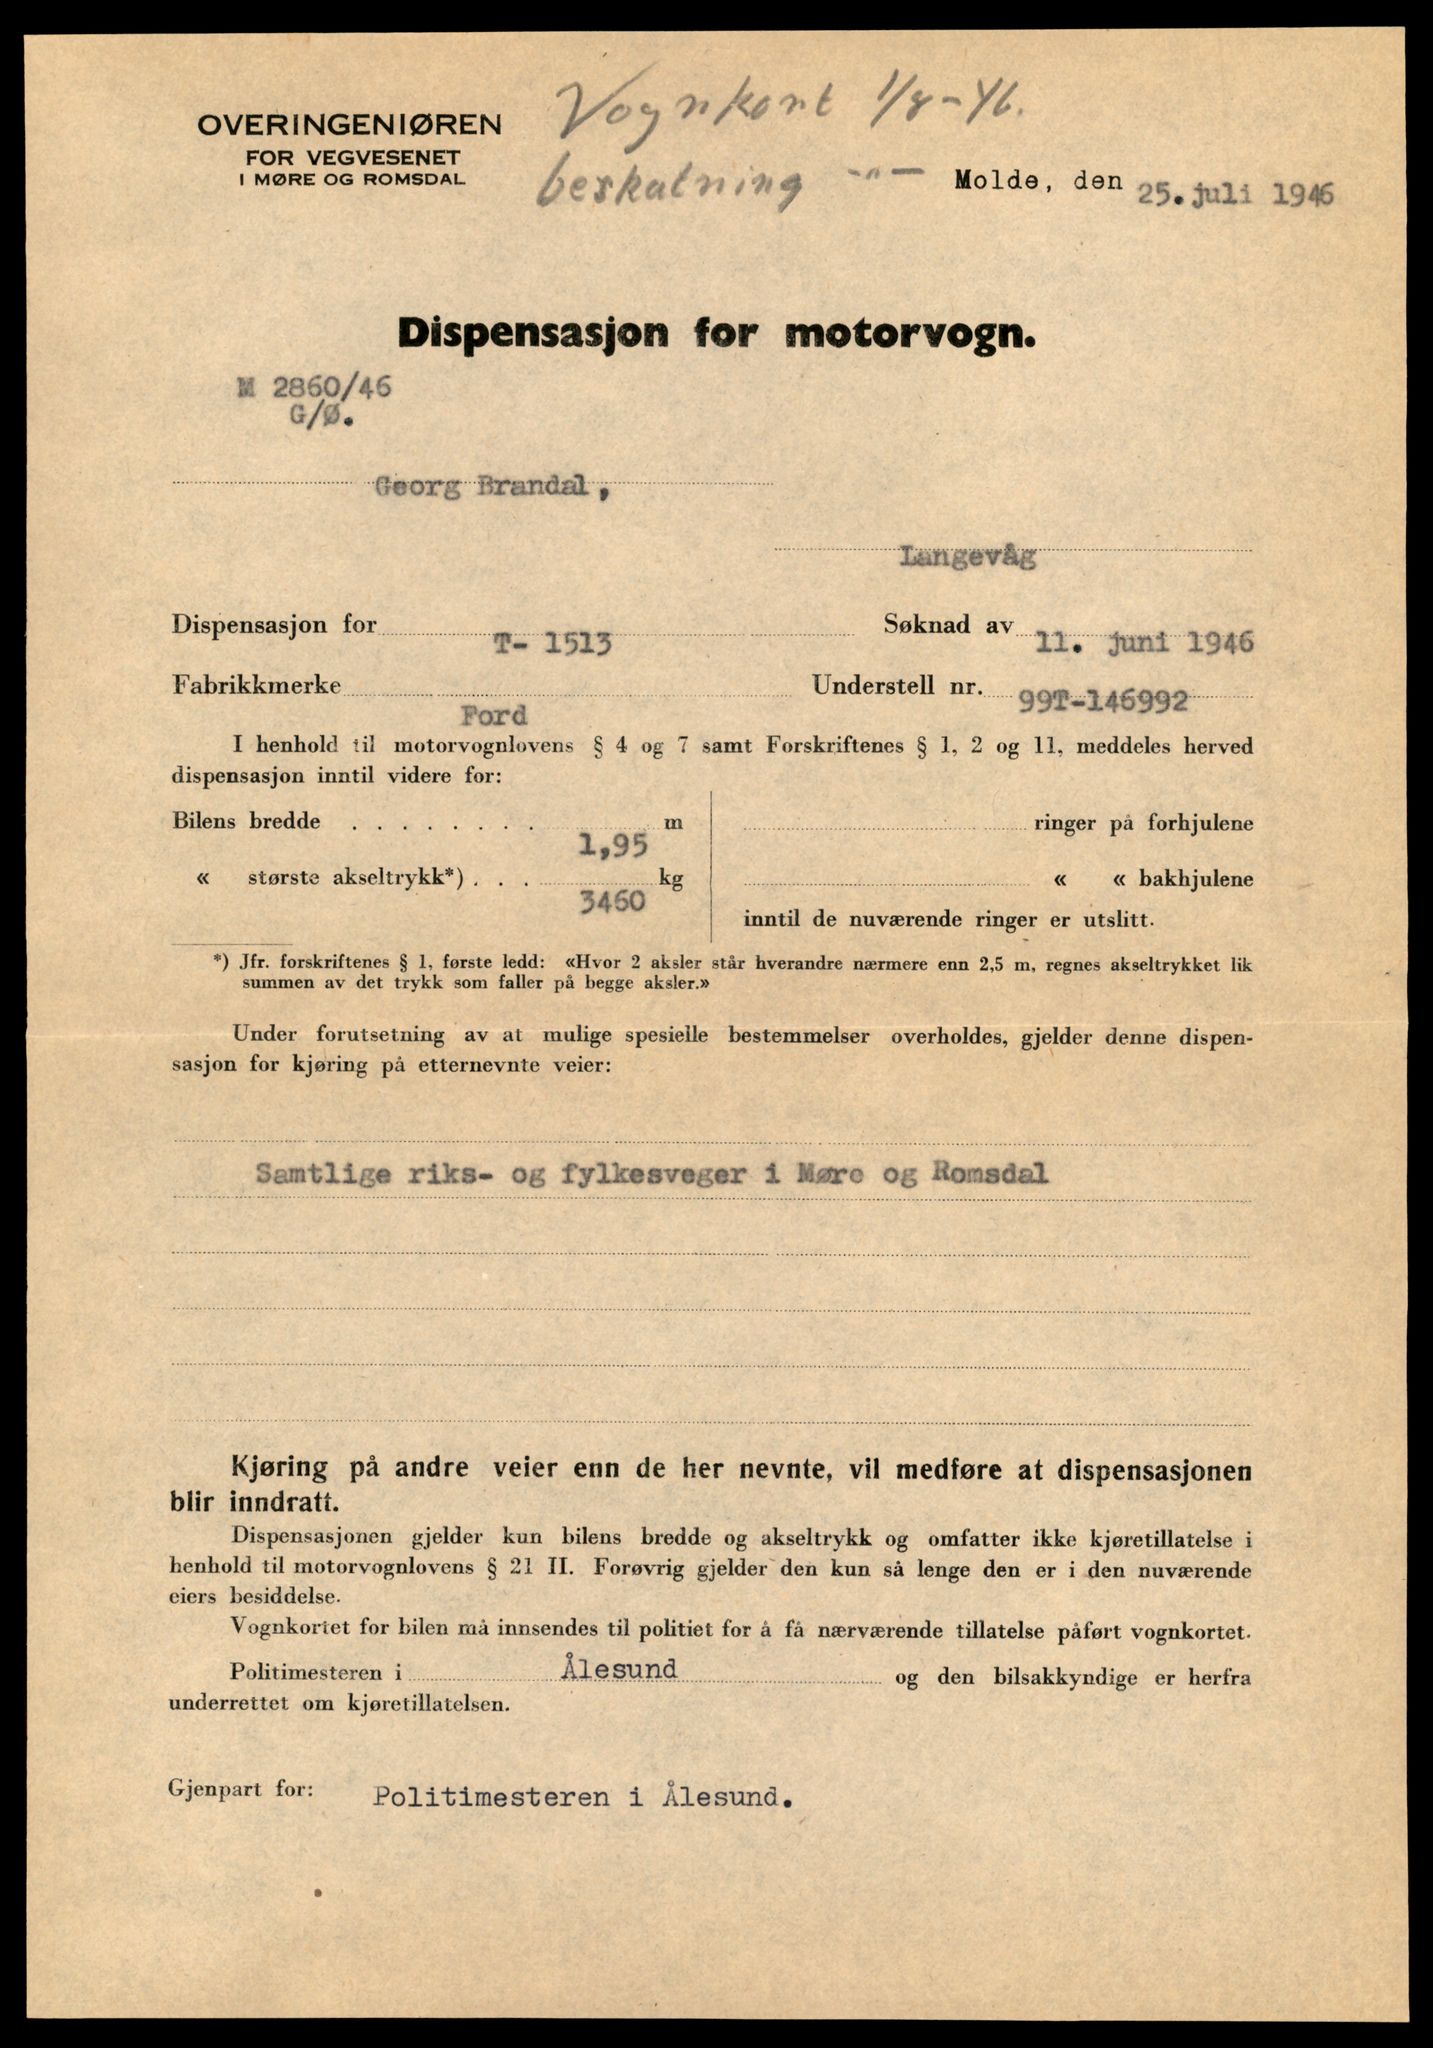 Vognkort 1/8-46.
OVERINGENIØREN
FOR VEGVESENET
I MØRE OG ROMSDAL
beskatning -"-
Molde, den 25. juli 1946
Dispensasjon for motorvogn.
M 2860/46
G/Ø.
Georg Brandal,
Langevåg
Dispensasjon for T- 1513 Søknad av 11. juni 1946
Fabrikkmerke Ford Understell nr. 99T-146992
I henhold til motorvognlovens § 4 og 7 samt Forskriftenes § 1, 2 og 11, meddeles herved
dispensasjon inntil videre for:
Bilens bredde . . . . . . . . 1,95 m ringer på forhjulene
« største akseltrykk*) . . . 3460 kg « « bakhjulene
inntil de nuværende ringer er utslitt.
*) Jfr. forskriftenes § 1, første ledd: «Hvor 2 aksler står hverandre nærmere enn 2,5 m, regnes akseltrykket lik
summen av det trykk som faller på begge aksler.»
Under forutsetning av at mulige spesielle bestemmelser overholdes, gjelder denne dispen-
sasjon for kjøring på etternevnte veier:
Samtlige riks- og fylkesveger i Møre og Romsdal
Kjøring på andre veier enn de her nevnte, vil medføre at dispensasjonen
blir inndratt.
Dispensasjonen gjelder kun bilens bredde og akseltrykk og omfatter ikke kjøretillatelse i
henhold til motorvognlovens § 21 II. Forøvrig gjelder den kun så lenge den er i den nuværende
eiers besiddelse.
Vognkortet for bilen må innsendes til politiet for å få nærværende tillatelse påført vognkortet.
Politimesteren i Ålesund og den bilsakkyndige er herfra
underrettet om kjøretillatelsen.
Gjenpart for: Politimesteren i Ålesund.